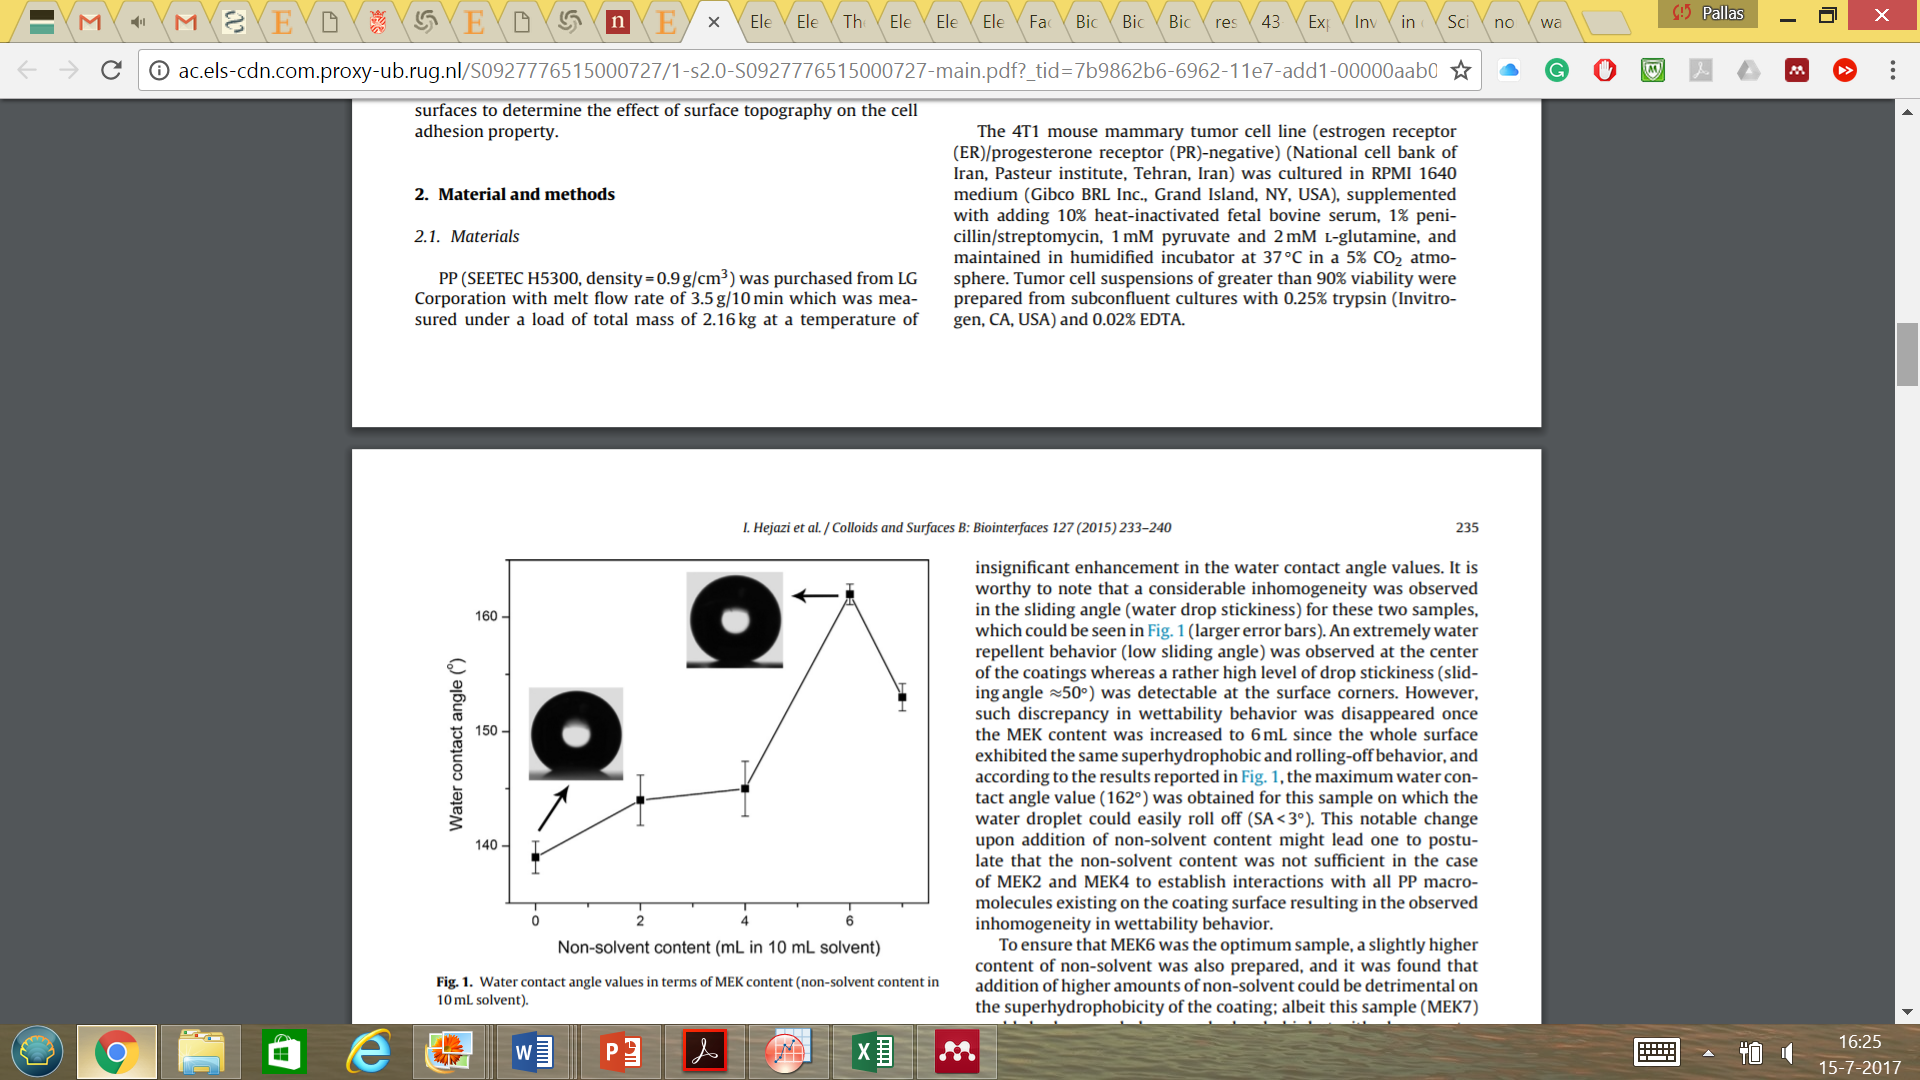 Ele
Ele
Th
Ele
Ele
Ele
Fa
Bic
Bic
Bic
res
43
Exp
Inv
in
Sci
no
wa
Pallas
ac.els-cdn.com.proxy-ub.rug.nl/S0927776515000727/1-s2.0-S0927776515000727-main.pdf?_tid=7b9862b6-6962-11e7-add1-00000aab0
surfaces to determine the effect of surface topography on the cell
adhesion property.
2. Material and methods
2.1. Materials
PP (SEETEC H5300, density = 0.9 g/cm³) was purchased from LG
Corporation with melt flow rate of 3.5 g/10 min which was mea-
sured under a load of total mass of 2.16 kg at a temperature of
The 4T1 mouse mammary tumor cell line (estrogen receptor
(ER)/progesterone receptor (PR)-negative) (National cell bank of
Iran, Pasteur institute, Tehran, Iran) was cultured in RPMI 1640
medium (Gibco BRL Inc., Grand Island, NY, USA), supplemented
with adding 10% heat-inactivated fetal bovine serum, 1% peni-
cillin/streptomycin, 1 mM pyruvate and 2 mM L-glutamine, and
maintained in humidified incubator at 37 °C in a 5% CO₂ atmo-
sphere. Tumor cell suspensions of greater than 90% viability were
prepared from subconfluent cultures with 0.25% trypsin (Invitro-
gen, CA, USA) and 0.02% EDTA.
I. Hejazi et al. / Colloids and Surfaces B: Biointerfaces 127 (2015) 233–240
235
160
150
140
Water contact angle (°)
0
2
4
6
Non-solvent content (mL in 10 mL solvent)
Fig. 1. Water contact angle values in terms of MEK content (non-solvent content in
10 mL solvent).
insignificant enhancement in the water contact angle values. It is
worthy to note that a considerable inhomogeneity was observed
in the sliding angle (water drop stickiness) for these two samples,
which could be seen in Fig. 1 (larger error bars). An extremely water
repellent behavior (low sliding angle) was observed at the center
of the coatings whereas a rather high level of drop stickiness (slid-
ing angle ≈50°) was detectable at the surface corners. However,
such discrepancy in wettability behavior was disappeared once
the MEK content was increased to 6 mL since the whole surface
exhibited the same superhydrophobic and rolling-off behavior, and
according to the results reported in Fig. 1, the maximum water con-
tact angle value (162°) was obtained for this sample on which the
water droplet could easily roll off (SA < 3°). This notable change
upon addition of non-solvent content might lead one to postu-
late that the non-solvent content was not sufficient in the case
of MEK2 and MEK4 to establish interactions with all PP macro-
molecules existing on the coating surface resulting in the observed
inhomogeneity in wettability behavior.
To ensure that MEK6 was the optimum sample, a slightly higher
content of non-solvent was also prepared, and it was found that
addition of higher amounts of non-solvent could be detrimental on
the superhydrophobicity of the coating; albeit this sample (MEK7)
16:25
15-7-2017